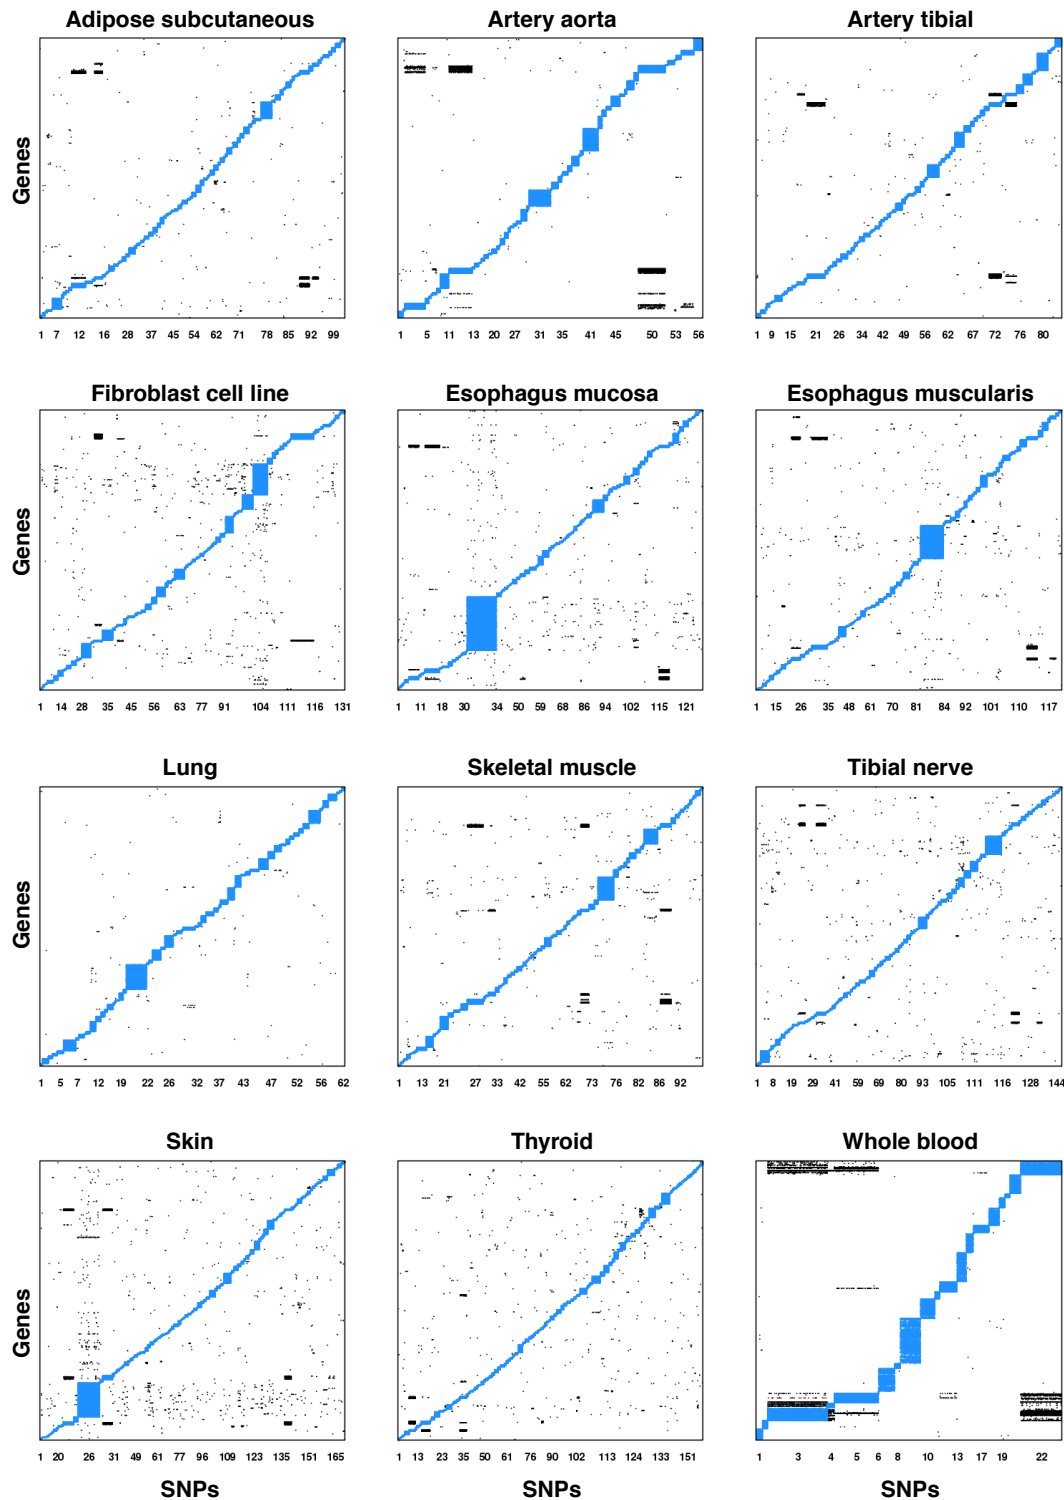 Adipose subcutaneous Artery aorta Artery tibial
Genes
1 7 12 16 28 37 45 52 62 71 78 85 92 99
1 5 11 13 20 27 31 35 41 50 53 56
1 9 15 21 26 34 42 49 56 62 67 72 76 80
Fibroblast cell line Esophagus mucosa Esophagus muscularis
Genes
1 14 28 35 45 56 63 77 91 104 111 116 131
1 11 18 30 34 50 59 68 86 94 102 115 121
1 15 26 35 48 61 70 81 84 92 101 110 117
Lung Skeletal muscle Tibial nerve
Genes
1 5 7 12 19 22 26 32 37 43 47 52 56 62
1 13 21 27 33 42 55 62 73 76 86 92
1 8 19 29 41 59 69 80 93 105 111 116 128 144
Skin Thyroid Whole blood
Genes
1 20 26 31 49 61 77 96 109 123 135 151 165
1 13 23 35 50 61 74 92 102 113 124 133 151
1 3 4 5 6 8 10 13 17 19 22
SNPs SNPs